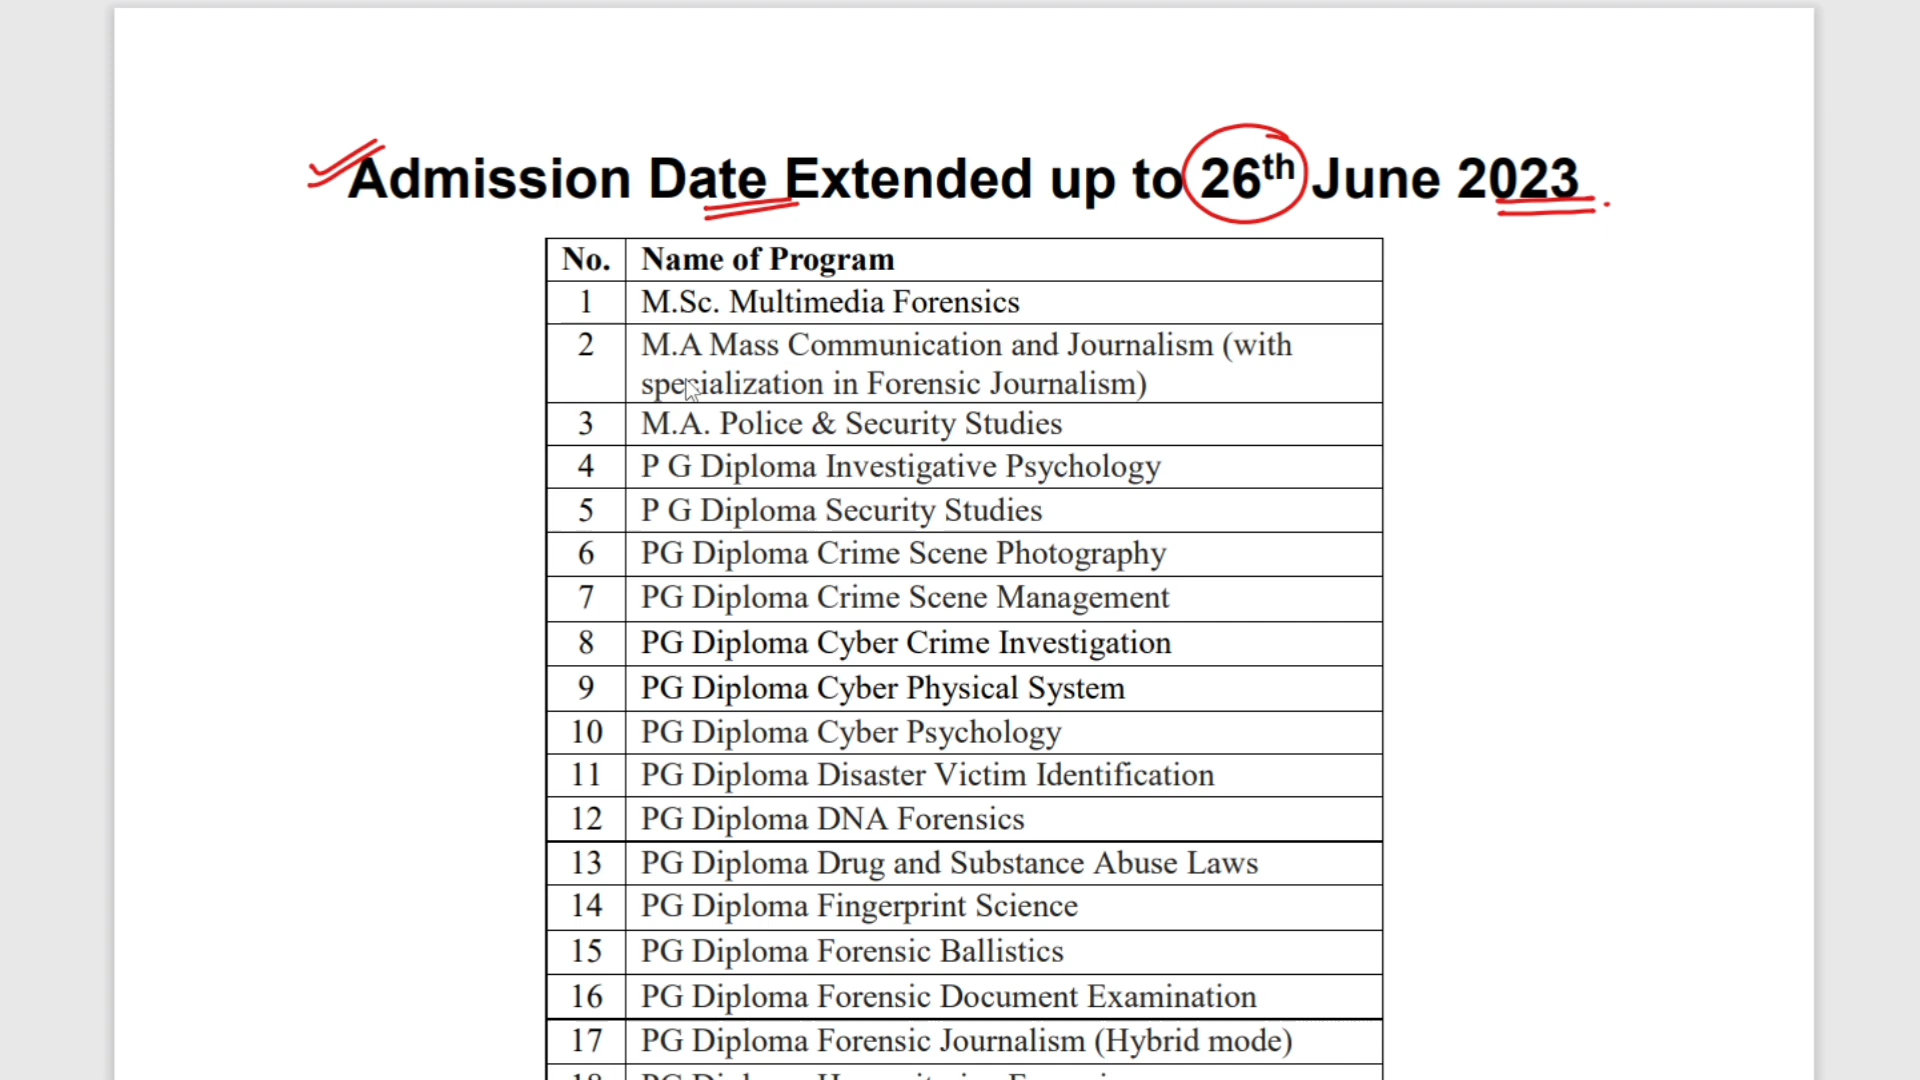 Admission Date Extended up to 26th June 2023
No. Name of Program
1 M.Sc. Multimedia Forensics
2 M.A Mass Communication and Journalism (with
specialization in Forensic Journalism)
3 M.A. Police & Security Studies
4 P G Diploma Investigative Psychology
5 P G Diploma Security Studies
6 PG Diploma Crime Scene Photography
7 PG Diploma Crime Scene Management
8 PG Diploma Cyber Crime Investigation
9 PG Diploma Cyber Physical System
10 PG Diploma Cyber Psychology
11 PG Diploma Disaster Victim Identification
12 PG Diploma DNA Forensics
13 PG Diploma Drug and Substance Abuse Laws
14 PG Diploma Fingerprint Science
15 PG Diploma Forensic Ballistics
16 PG Diploma Forensic Document Examination
17 PG Diploma Forensic Journalism (Hybrid mode)
18 PG Diploma